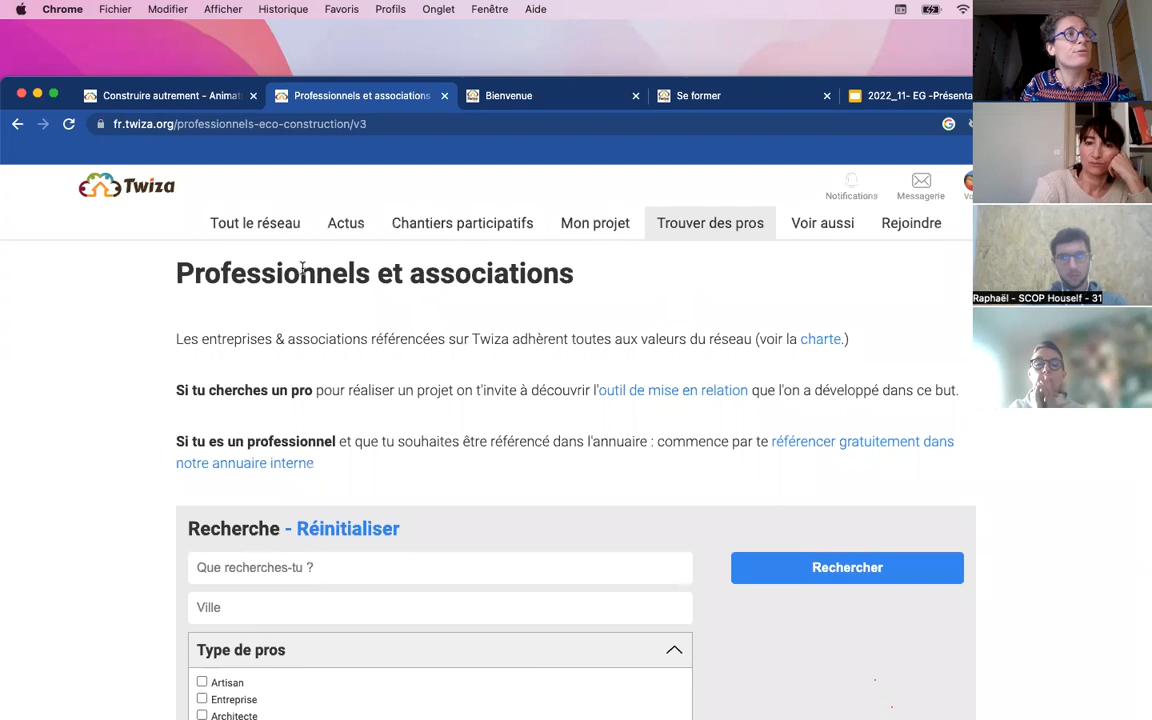 Chrome Fichier Modifier Afficher Historique Favoris Profils Onglet Fenêtre Aide
Construire autrement - Animat
Professionnels et associations
Bienvenue
Se former
2022_11- EG -Présenta
fr.twiza.org/professionnels-eco-construction/v3
Twiza
Notifications
Messagerie
Tout le réseau Actus Chantiers participatifs Mon projet Trouver des pros Voir aussi Rejoindre
Professionnels et associations
Raphaël - SCOP Houself - 31
Les entreprises & associations référencées sur Twiza adhèrent toutes aux valeurs du réseau (voir la charte.)
Si tu cherches un pro pour réaliser un projet on t'invite à découvrir l'outil de mise en relation que l'on a développé dans ce but.
Si tu es un professionnel et que tu souhaites être référencé dans l'annuaire : commence par te référencer gratuitement dans
notre annuaire interne
Recherche - Réinitialiser
Que recherches-tu ?
Rechercher
Ville
Type de pros
Artisan
Entreprise
Architecte